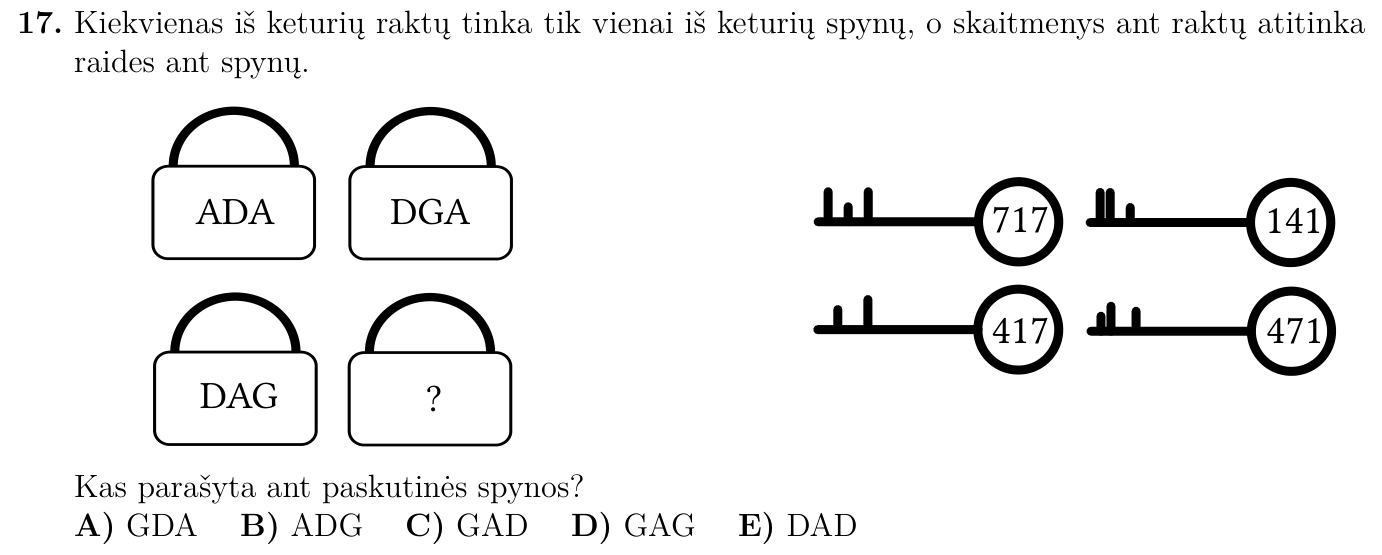 17. Kiekvienas iš keturių raktų tinka tik vienai iš keturių spynų, o skaitmenys ant raktų atitinka
raides ant spynų.
ADA DGA
717 141
DAG ?
417 471
Kas parašyta ant paskutinės spynos?
A) GDA B) ADG C) GAD D) GAG E) DAD